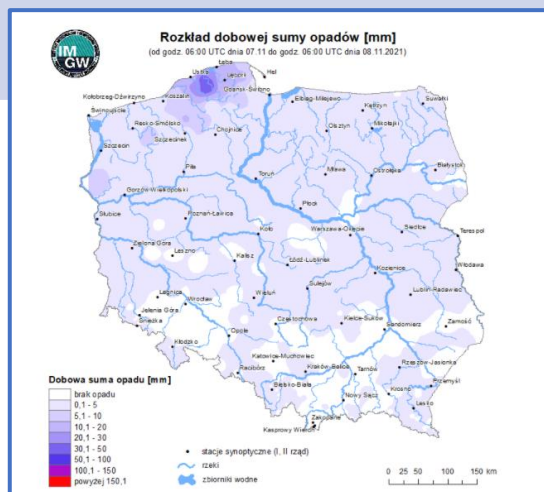 IM
GW
Rozkład dobowej sumy opadów [mm]
(od godz. 06:00 UTC dnia 07.11 do godz. 06:00 UTC dnia 08.11.2021)
Łeba
Ustka
Lębork
Hel
Gdańsk-Świbno
Kołobrzeg-Dźwirzyno
Koszalin
Elbląg-Milejewo
Kętrzyn
Suwałki
Świnoujście
Resko-Smólsko
Chojnice
Olsztyn
Mikołajki
Szczecinek
Szczecin
Białystok
Piła
Mława
Ostrołęka
Toruń
Gorzów-Wielkopolski
Płock
Słubice
Poznań-Ławica
Koło
Warszawa-Okęcie
Siedlce
Terespol
Zielona Góra
Leszno
Kalisz
Łódź-Lublinek
Kozienice
Włodawa
Legnica
Wrocław
Wieluń
Sulejów
Lublin-Radawiec
Jelenia Góra
Śnieżka
Częstochowa
Kielce-Suków
Zamość
Opole
Sandomierz
Kłodzko
Katowice-Muchowiec
Racibórz
Kraków-Balice
Tarnów
Rzeszów-Jasionka
Przemyśl
Bielsko-Biała
Nowy Sącz
Krosno
Lesko
Zakopane
Kasprowy Wierch
Dobowa suma opadu [mm]
brak opadu
0,1 - 5
5,1 - 10
10,1 - 20
20,1 - 30
30,1 - 50
50,1 - 100
100,1 - 150
powyżej 150,1
stacje synoptyczne (I, II rząd)
rzeki
zbiorniki wodne
0 25 50 100 150 km